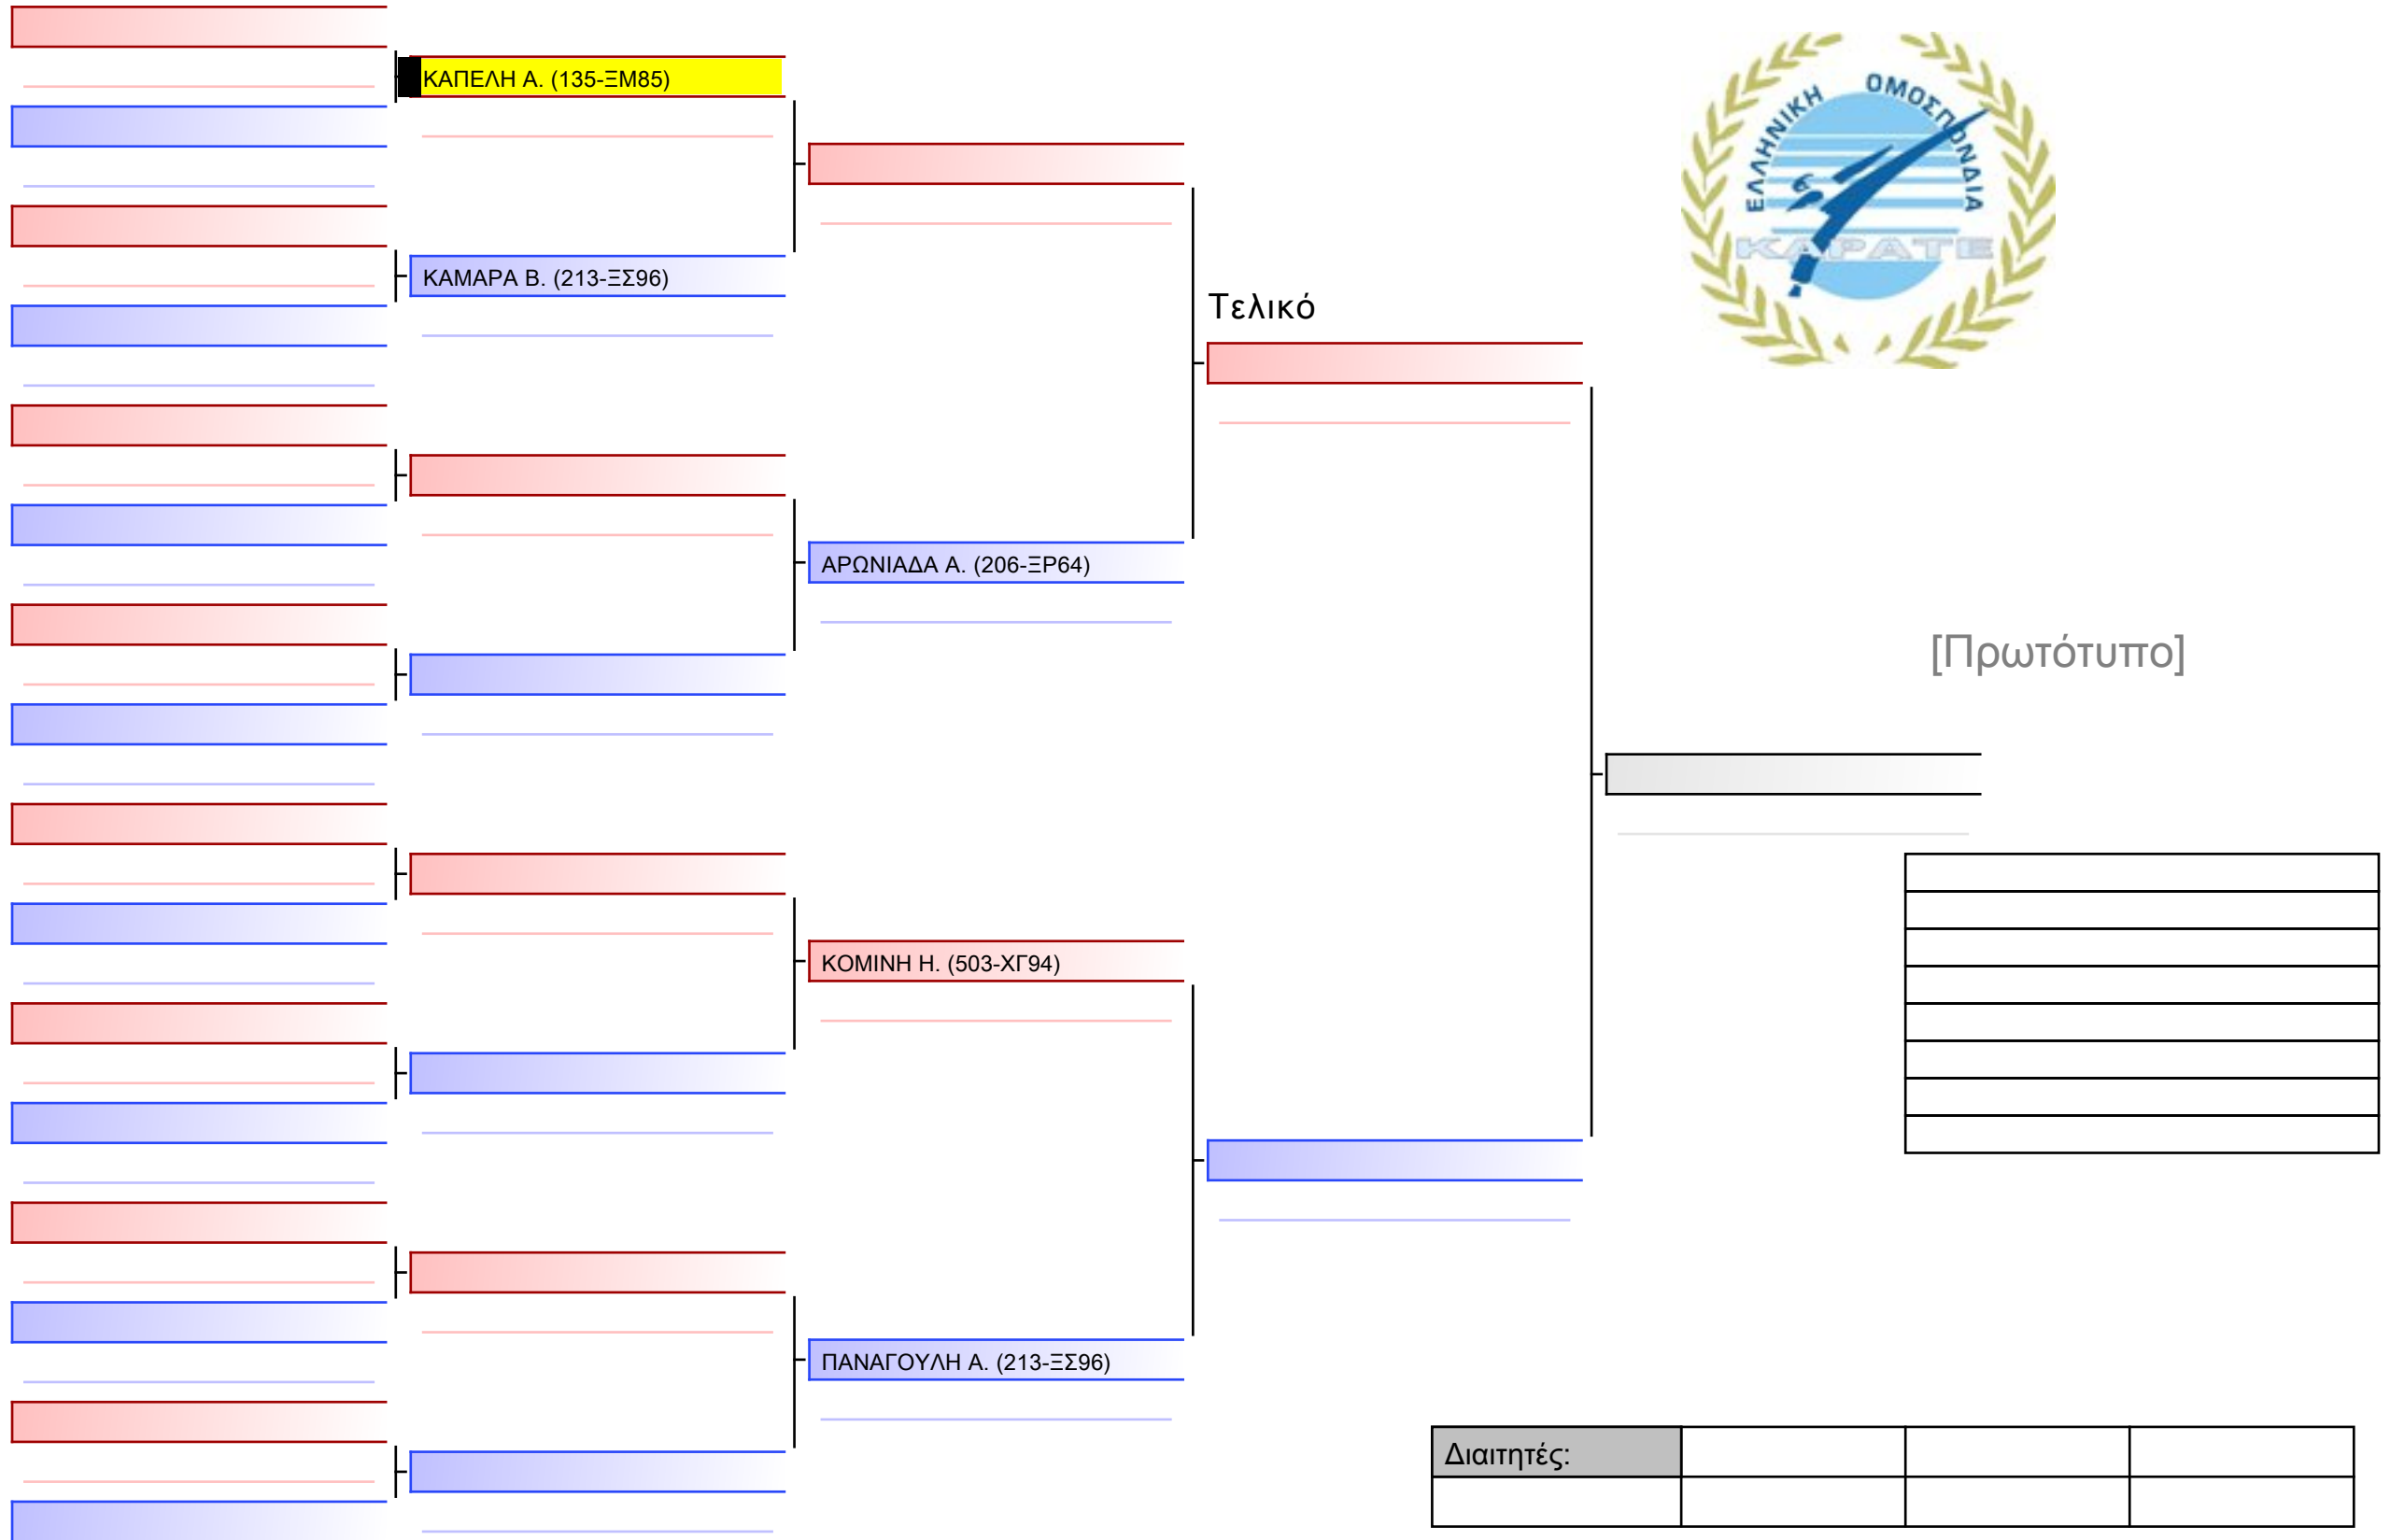 ΚΑΠΕΛΗ Α. (135-ΞΜ85)
ΚΑΜΑΡΑ Β. (213-ΞΣ96)
ΑΡΩΝΙΑΔΑ Α. (206-ΞΡ64)
ΚΟΜΙΝΗ Η. (503-ΧΓ94)
ΠΑΝΑΓΟΥΛΗ Α. (213-ΞΣ96)
Τελικό
ΕΛΛΗΝΙΚΗ ΟΜΟΣΠΟΝΔΙΑ
ΚΑΡΑΤΕ
[Πρωτότυπο]
Διαιτητές: